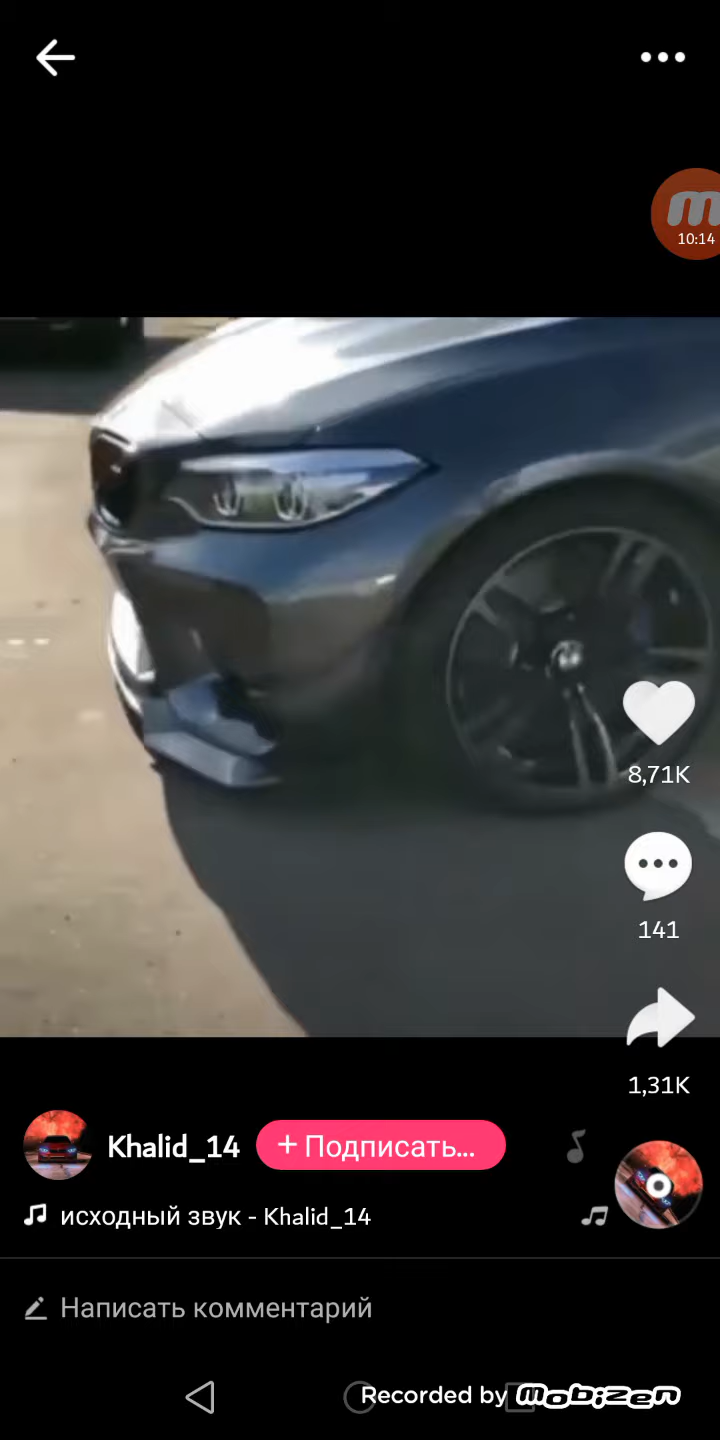 m
10:14
8,71K
141
1,31K
Khalid_14
+ Подписать...
исходный звук - Khalid_14
Написать комментарий
Recorded by mobizen